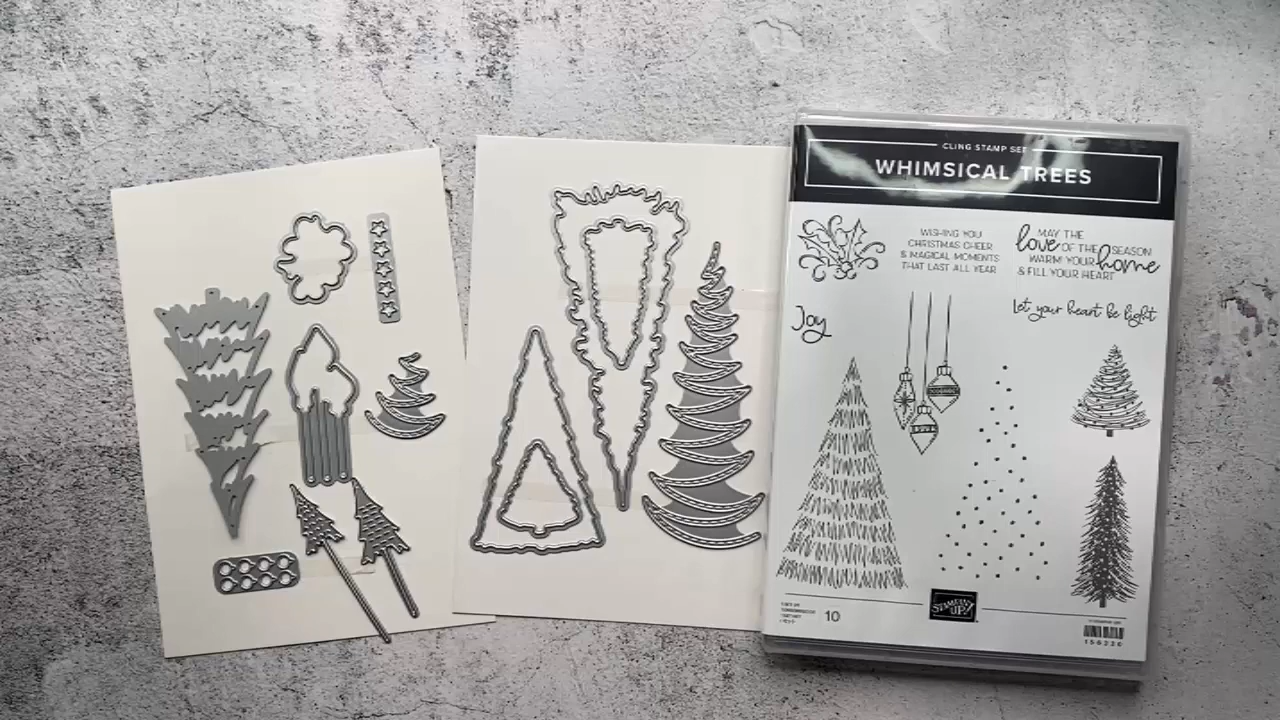 CLING STAMP SET
WHIMSICAL TREES
WISHING YOU
CHRISTMAS CHEER
& MAGICAL MOMENTS
THAT LAST ALL YEAR
MAY THE
love OF THE SEASON
WARM YOUR home
& FILL YOUR HEART
Joy
Let your heart be light
10
STAMPIN' UP!